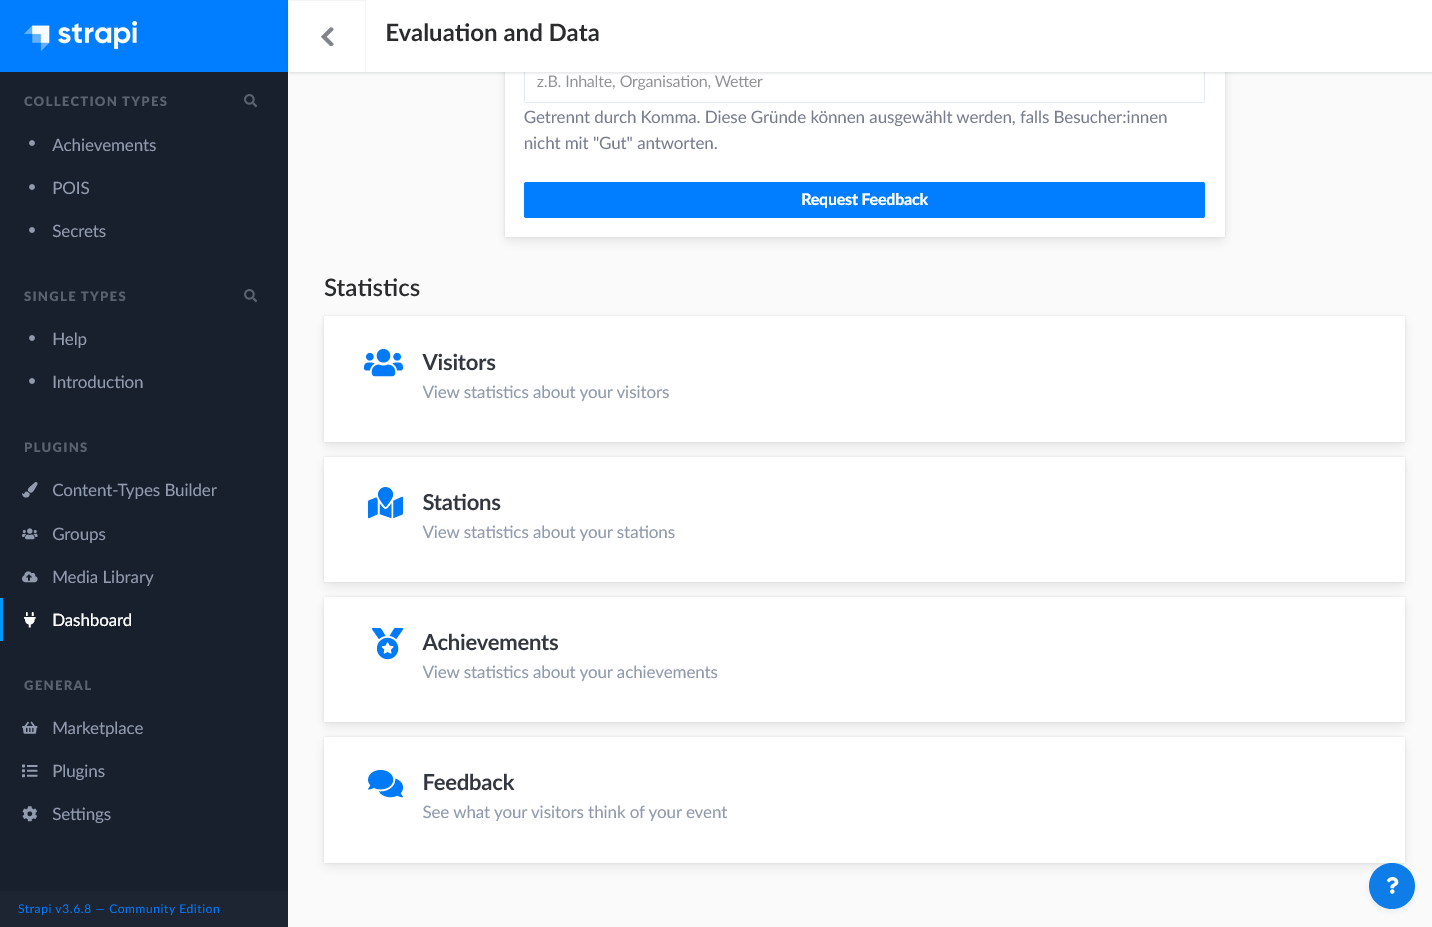 strapi
Evaluation and Data
COLLECTION TYPES
Achievements
POIS
Secrets
SINGLE TYPES
Help
Introduction
PLUGINS
Content-Types Builder
Groups
Media Library
Dashboard
GENERAL
Marketplace
Plugins
Settings
Strapi v3.6.8 — Community Edition
z.B. Inhalte, Organisation, Wetter
Getrennt durch Komma. Diese Gründe können ausgewählt werden, falls Besucher:innen
nicht mit "Gut" antworten.
Request Feedback
Statistics
Visitors
View statistics about your visitors
Stations
View statistics about your stations
Achievements
View statistics about your achievements
Feedback
See what your visitors think of your event
?